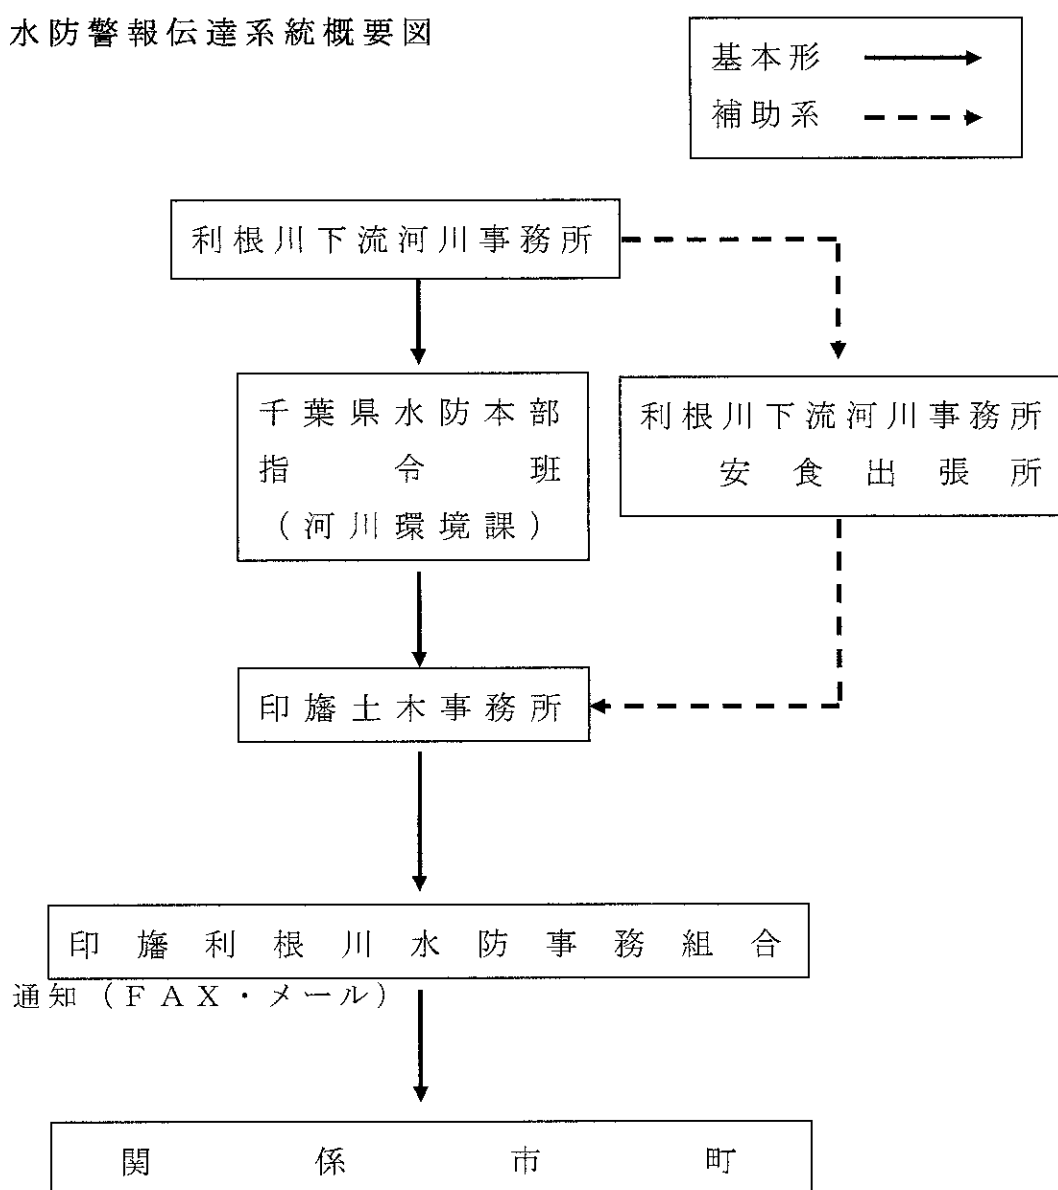 水防警報伝達系統概要図
基本形
補助系
利根川下流河川事務所
千葉県水防本部
指令班
(河川環境課)
利根川下流河川事務所
安食出張所
印旛土木事務所
印旛利根川水防事務組合
通知(FAX・メール)
関係市町